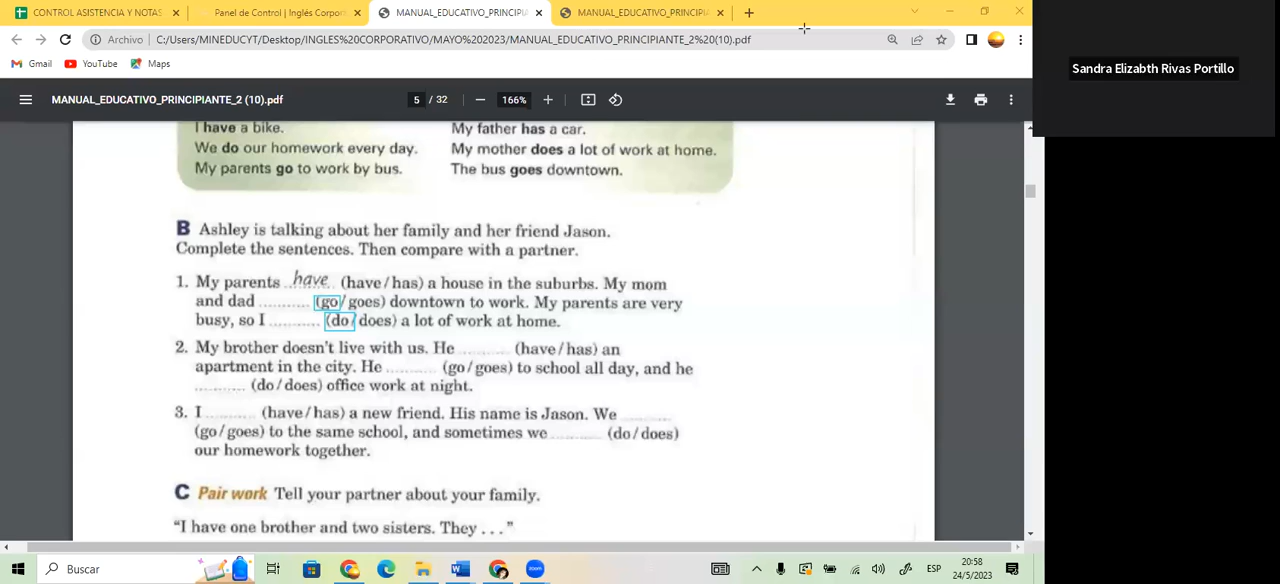 CONTROL ASISTENCIA Y NOTAS
Panel de Control | Inglés Corpor
MANUAL_EDUCATIVO_PRINCIPI
MANUAL_EDUCATIVO_PRINCIPI
Archivo C:/Users/MINEDUCYT/Desktop/INGLES%20CORPORATIVO/MAYO%202023/MANUAL_EDUCATIVO_PRINCIPIANTE_2%20(10).pdf
Gmail YouTube Maps
Sandra Elizabth Rivas Portillo
MANUAL_EDUCATIVO_PRINCIPIANTE_2 (10).pdf 5 / 32 166%
I have a bike. My father has a car.
We do our homework every day. My mother does a lot of work at home.
My parents go to work by bus. The bus goes downtown.
B Ashley is talking about her family and her friend Jason.
Complete the sentences. Then compare with a partner.
1. My parents have (have/has) a house in the suburbs. My mom
and dad .......... (go/goes) downtown to work. My parents are very
busy, so I .......... (do/does) a lot of work at home.
2. My brother doesn't live with us. He .......... (have/has) an
apartment in the city. He .......... (go/goes) to school all day, and he
.......... (do/does) office work at night.
3. I .......... (have/has) a new friend. His name is Jason. We ..........
(go/goes) to the same school, and sometimes we .......... (do/does)
our homework together.
C Pair work Tell your partner about your family.
"I have one brother and two sisters. They . . . "
Buscar ESP 20:58
24/5/2023